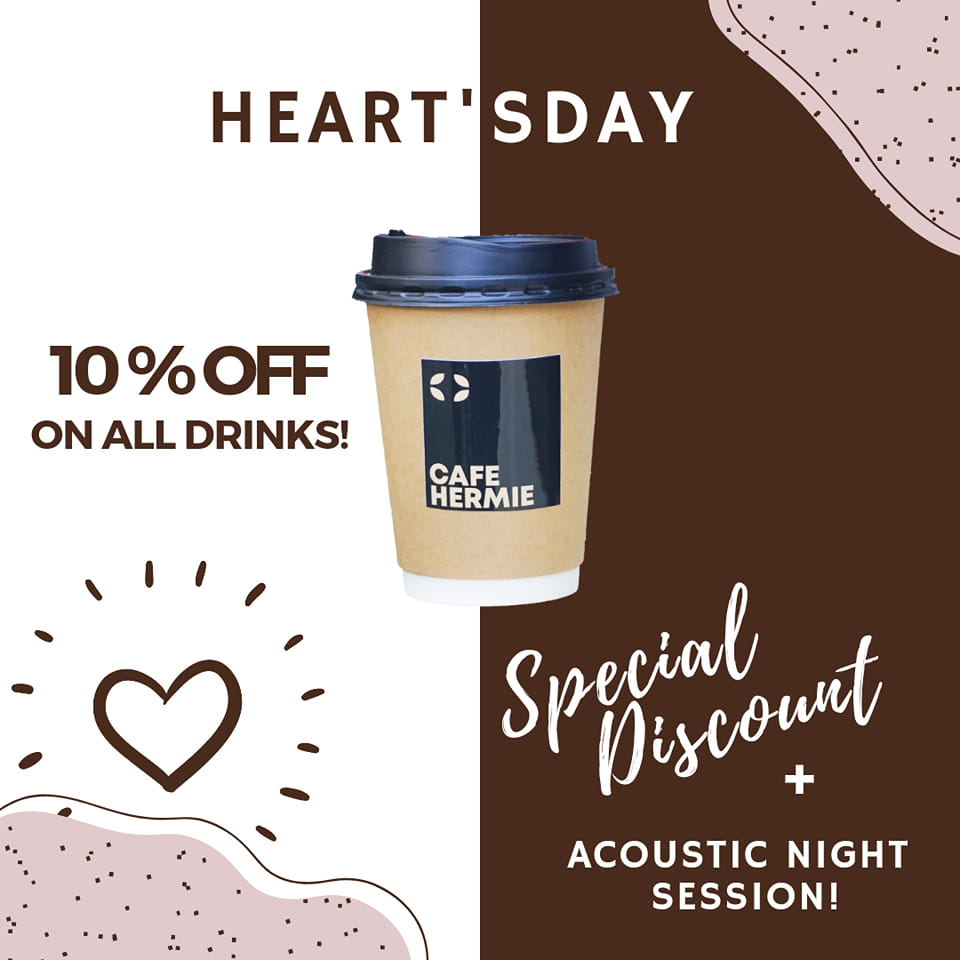 HEART'SDAY
10% OFF
ON ALL DRINKS!
CAFE
HERMIE
Special
Discount
+
ACOUSTIC NIGHT
SESSION!